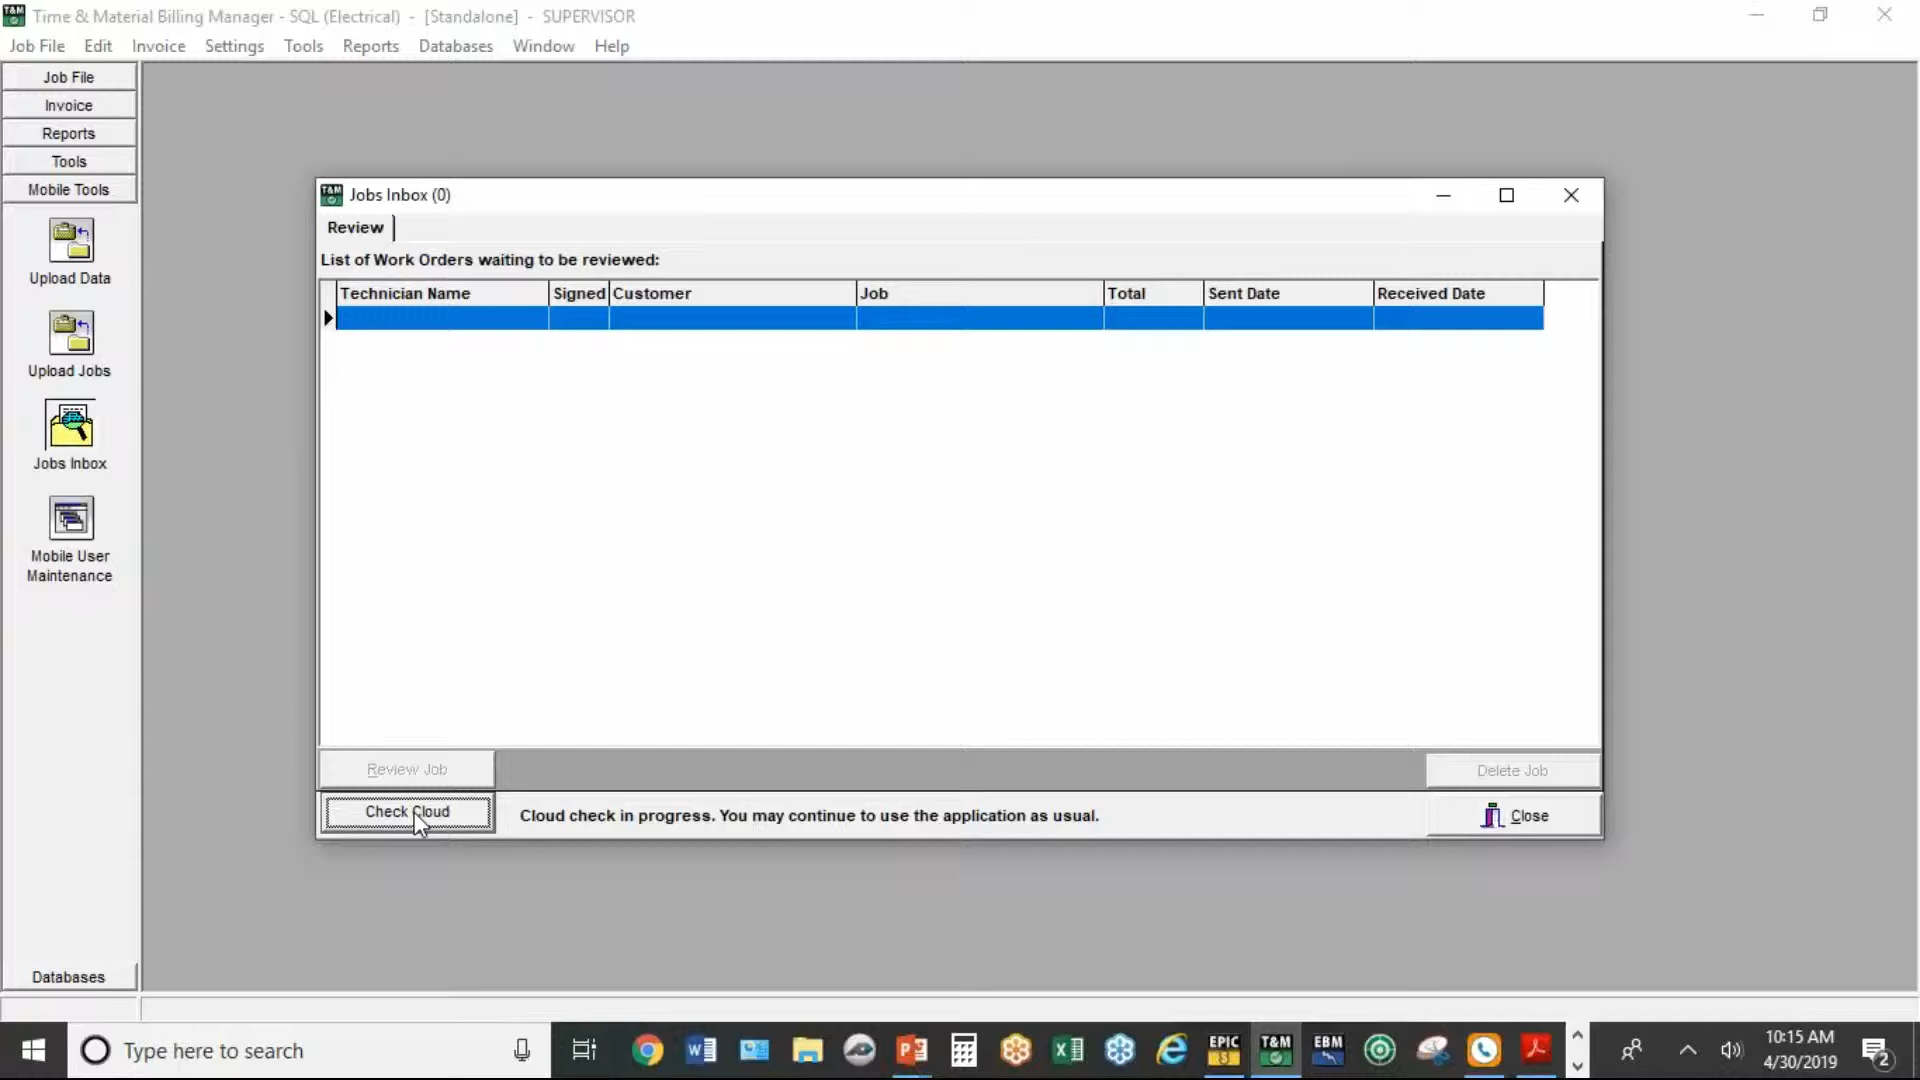 Time & Material Billing Manager - SQL (Electrical) - [Standalone] - SUPERVISOR
Job File Edit Invoice Settings Tools Reports Databases Window Help
Job File
Invoice
Reports
Tools
Mobile Tools
Upload Data
Upload Jobs
Jobs Inbox
Mobile User
Maintenance
Databases
T&M Jobs Inbox (0)
Review
List of Work Orders waiting to be reviewed:
Technician Name Signed Customer Job Total Sent Date Received Date
Review Job Delete Job
Check Cloud Cloud check in progress. You may continue to use the application as usual. Close
Type here to search
EPIC
T&M
EBM
10:15 AM
4/30/2019
2